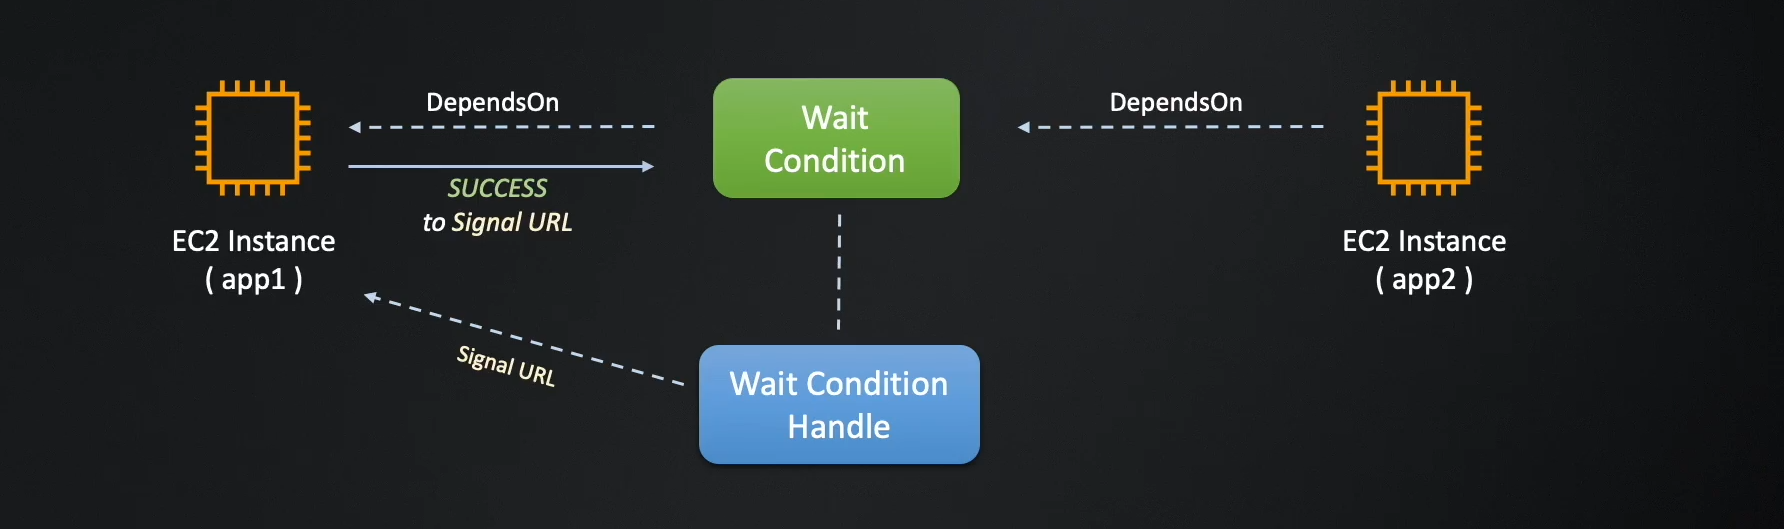 DependsOn
Wait
Condition
DependsOn
SUCCESS
to Signal URL
EC2 Instance
( app1 )
EC2 Instance
( app2 )
Signal URL
Wait Condition
Handle